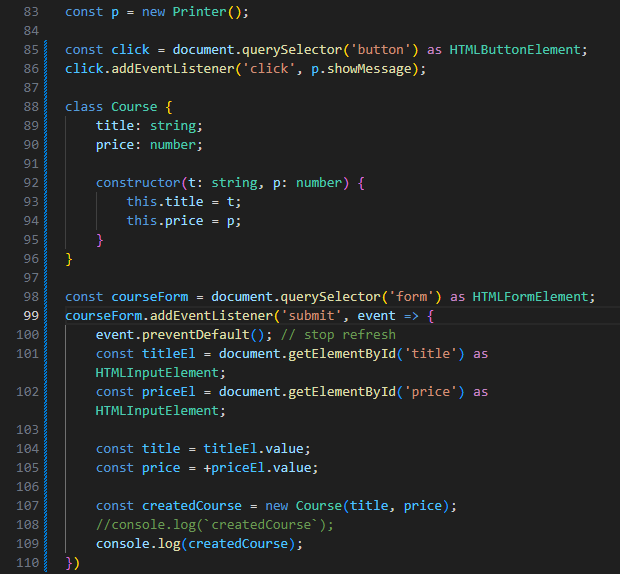 83 const p = new Printer();
84
85 const click = document.querySelector('button') as HTMLButtonElement;
86 click.addEventListener('click', p.showMessage);
87
88 class Course {
89     title: string;
90     price: number;
91
92     constructor(t: string, p: number) {
93         this.title = t;
94         this.price = p;
95     }
96 }
97
98 const courseForm = document.querySelector('form') as HTMLFormElement;
99 courseForm.addEventListener('submit', event => {
100     event.preventDefault(); // stop refresh
101     const titleEl = document.getElementById('title') as
    HTMLInputElement;
102     const priceEl = document.getElementById('price') as
    HTMLInputElement;
103
104     const title = titleEl.value;
105     const price = +priceEl.value;
106
107     const createdCourse = new Course(title, price);
108     //console.log(`createdCourse`);
109     console.log(createdCourse);
110 })